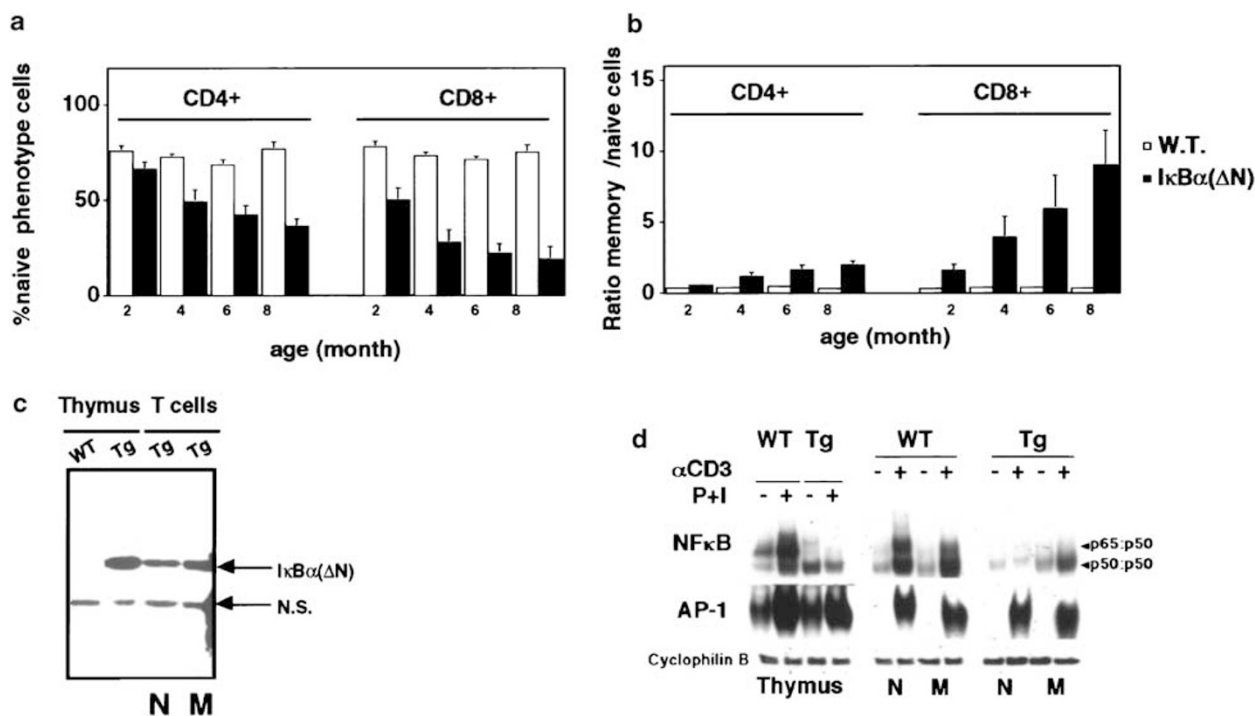 a
%naive phenotype cells
100
50
0
CD4+
CD8+
2 4 6 8 2 4 6 8
age (month)
b
Ratio memory /naive cells
15
10
5
0
CD4+
CD8+
2 4 6 8 2 4 6 8
age (month)
W.T.
IκBα(ΔN)
c
Thymus T cells
WT Tg Tg Tg
IκBα(ΔN)
N.S.
N M
d
WT Tg WT Tg
αCD3 - + - + - + - +
P+I - + - +
NFκB
p65:p50
p50:p50
AP-1
Cyclophilin B
Thymus N M N M